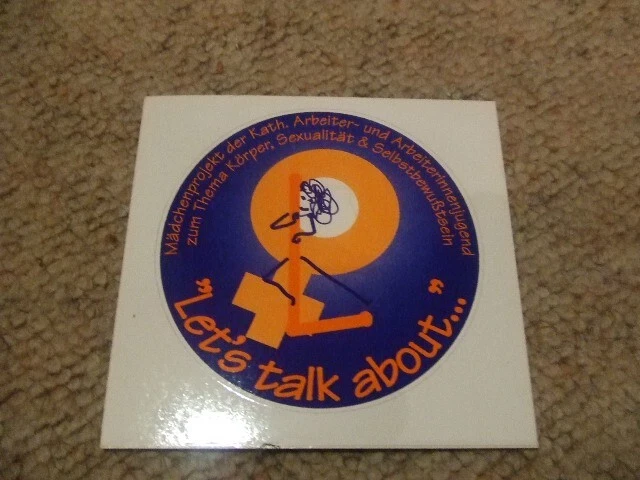 Mädchenprojekt der Kath. Arbeiter- und Arbeiterinnenjugend
zum Thema Körper, Sexualität & Selbstbewußtsein
"Let's talk about..."